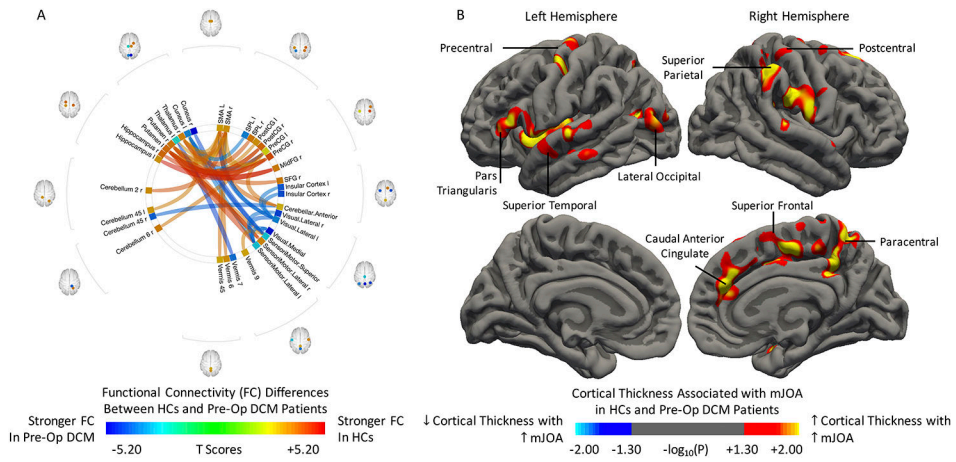 A
Cuneus r
Cuneus l
Thalamus r
Thalamus l
Putamen r
Putamen l
Hippocampus r
Hippocampus l
Cerebellum 2 r
Cerebellum 45 l
Cerebellum 45 r
Cerebellum 6 r
SMA L
SMA r
SPL l
SPL r
PostCG l
PostCG r
PreCG l
PreCG r
MidFG r
SFG r
Insular Cortex l
Insular Cortex r
Cerebellar.Anterior
Visual.Lateral r
Visual.Lateral l
Visual.Medial
SensoriMotor.Superior
SensoriMotor.Lateral r
SensoriMotor.Lateral l
Vermis 9
Vermis 7
Vermis 6
Vermis 45
Functional Connectivity (FC) Differences
Between HCs and Pre-Op DCM Patients
Stronger FC
In Pre-Op DCM
Stronger FC
In HCs
-5.20
T Scores
+5.20
B
Left Hemisphere
Right Hemisphere
Precentral
Postcentral
Superior
Parietal
Pars
Triangularis
Lateral Occipital
Superior Temporal
Superior Frontal
Caudal Anterior
Cingulate
Paracentral
Cortical Thickness Associated with mJOA
in HCs and Pre-Op DCM Patients
↓ Cortical Thickness with
↑ mJOA
↑ Cortical Thickness with
↑ mJOA
-2.00
-1.30
-log₁₀(P)
+1.30
+2.00